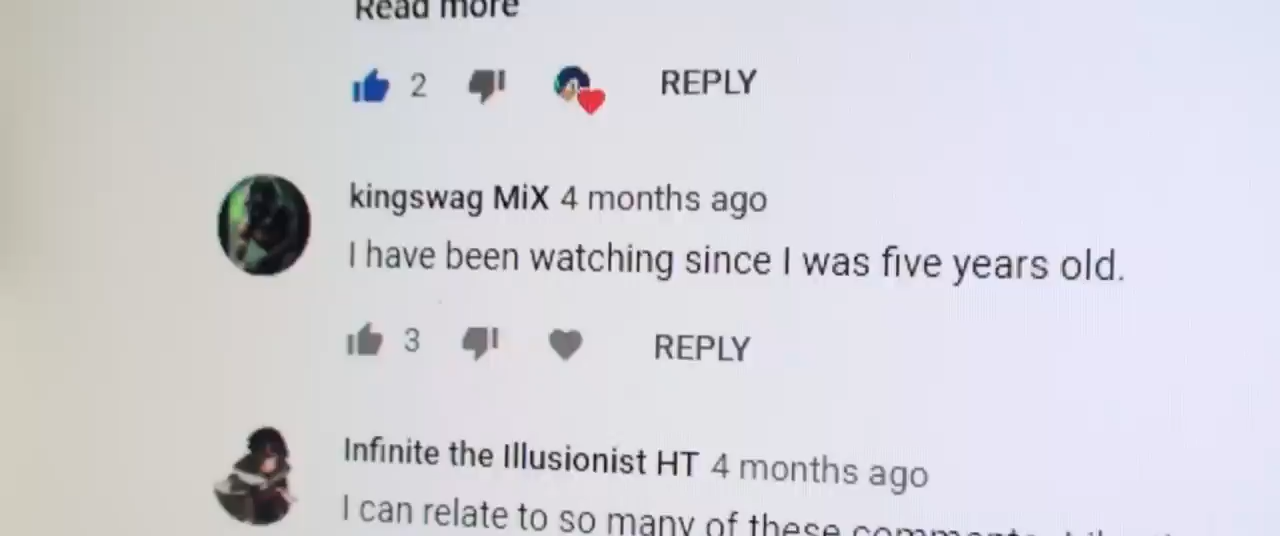 Read more
2
REPLY
kingswag MiX 4 months ago
I have been watching since I was five years old.
3
REPLY
Infinite the Illusionist HT 4 months ago
I can relate to so many of these comments